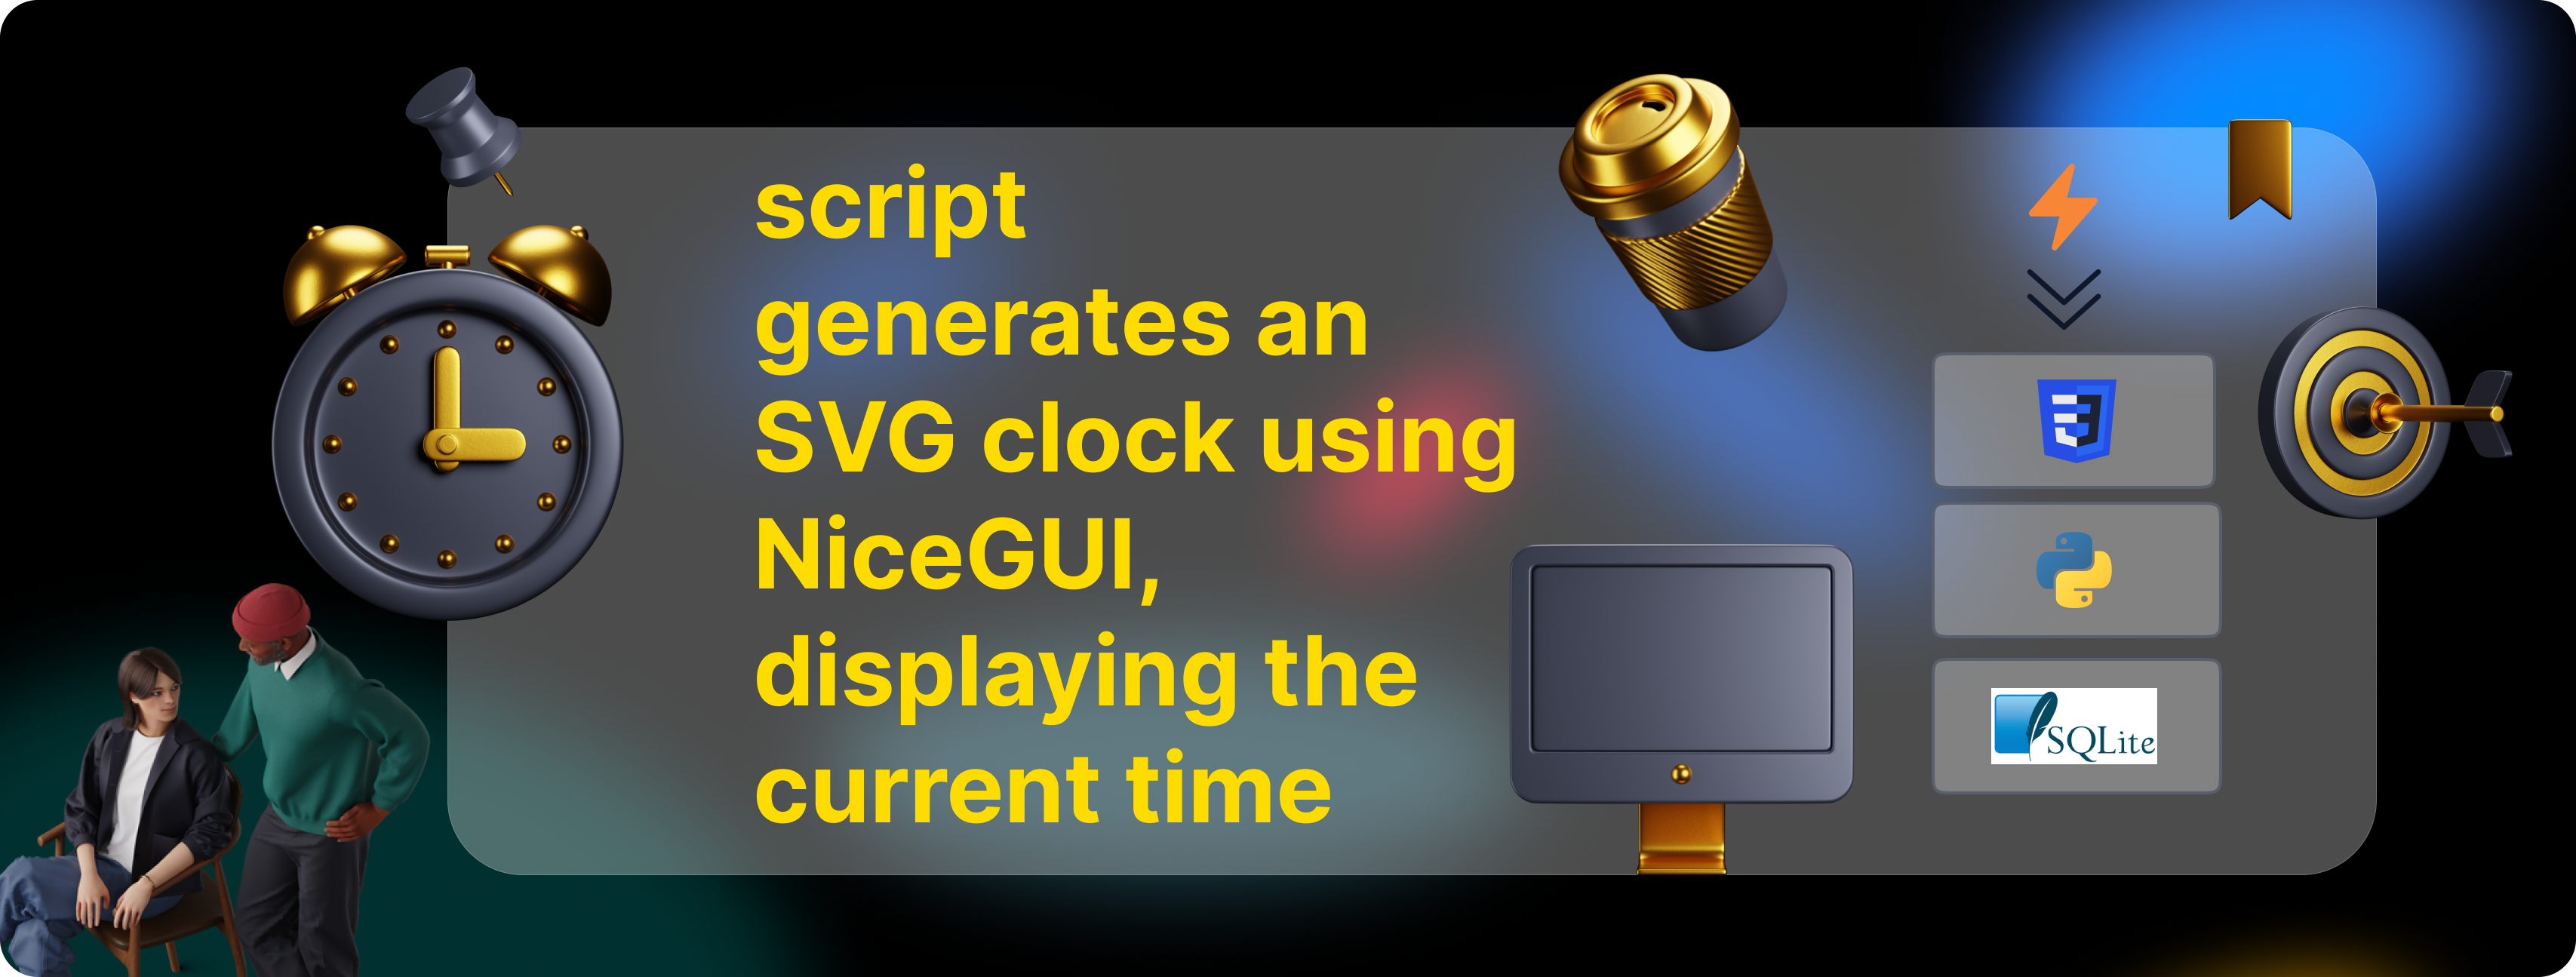 script
generates an
SVG clock using
NiceGUI,
displaying the
current time
SQLite